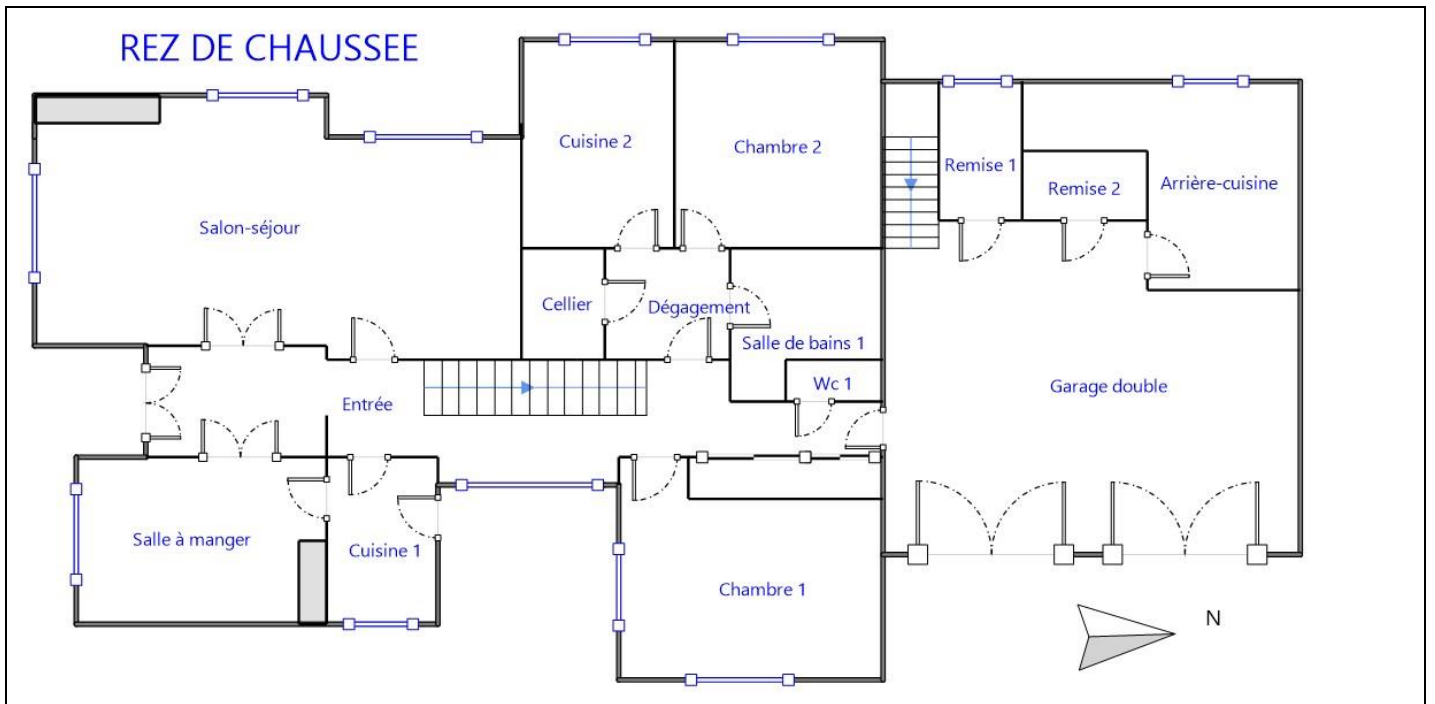 REZ DE CHAUSSEE
Cuisine 2
Chambre 2
Remise 1
Remise 2
Arrière-cuisine
Salon-séjour
Cellier
Dégagement
Salle de bains 1
Wc 1
Garage double
Entrée
Salle à manger
Cuisine 1
Chambre 1
N